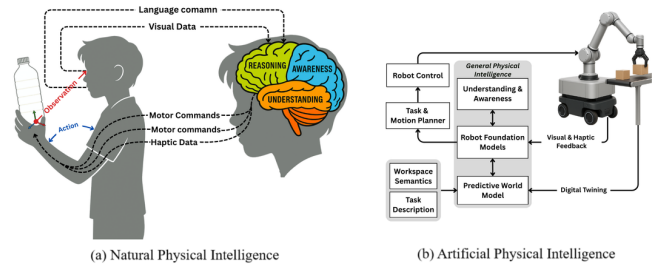 Language comamn
Visual Data
REASONING
AWARENESS
UNDERSTANDING
Observation
Action
Motor Commands
Motor commands
Haptic Data
(a) Natural Physical Intelligence
General Physical
Intelligence
Robot Control
Understanding &
Awareness
Task &
Motion Planner
Robot Foundation
Models
Visual & Haptic
Feedback
Workspace
Semantics
Task
Description
Predictive World
Model
Digital Twining
(b) Artificial Physical Intelligence